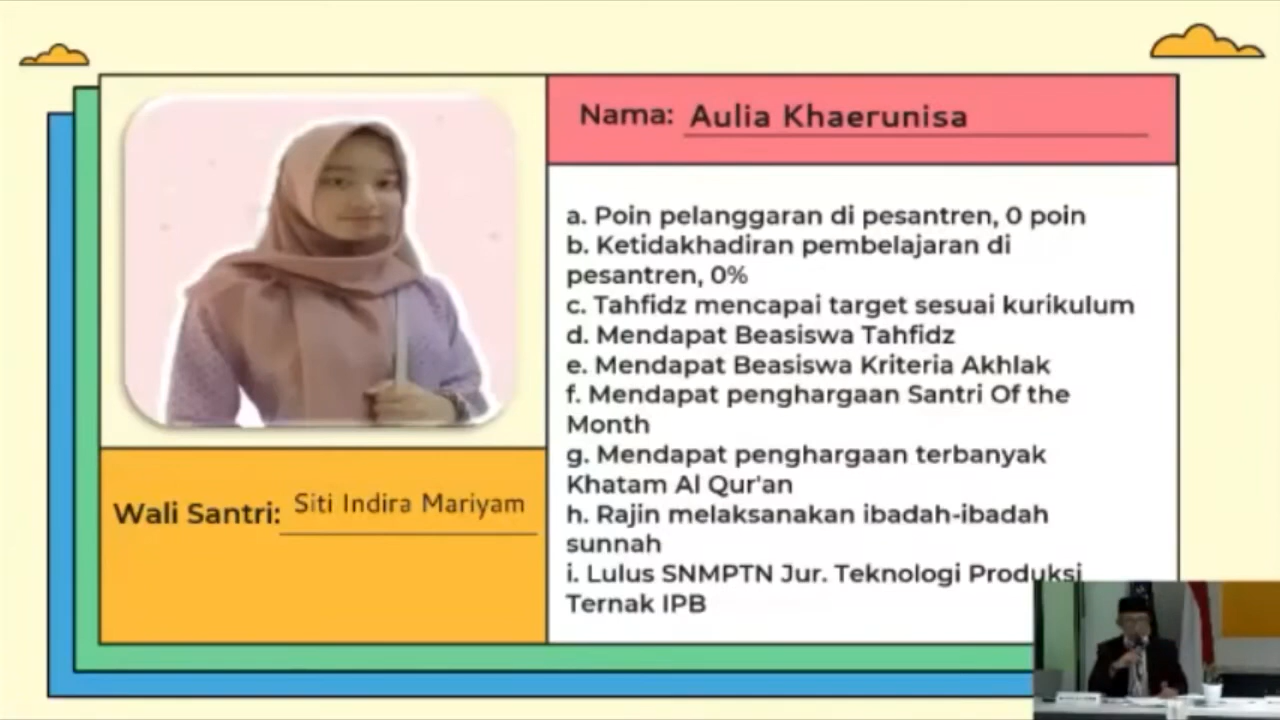 Nama: Aulia Khaerunisa
a. Poin pelanggaran di pesantren, 0 poin
b. Ketidakhadiran pembelajaran di
pesantren, 0%
c. Tahfidz mencapai target sesuai kurikulum
d. Mendapat Beasiswa Tahfidz
e. Mendapat Beasiswa Kriteria Akhlak
f. Mendapat penghargaan Santri Of the
Month
g. Mendapat penghargaan terbanyak
Khatam Al Qur'an
h. Rajin melaksanakan ibadah-ibadah
sunnah
i. Lulus SNMPTN Jur. Teknologi Produksi
Ternak IPB
Wali Santri: Siti Indira Mariyam